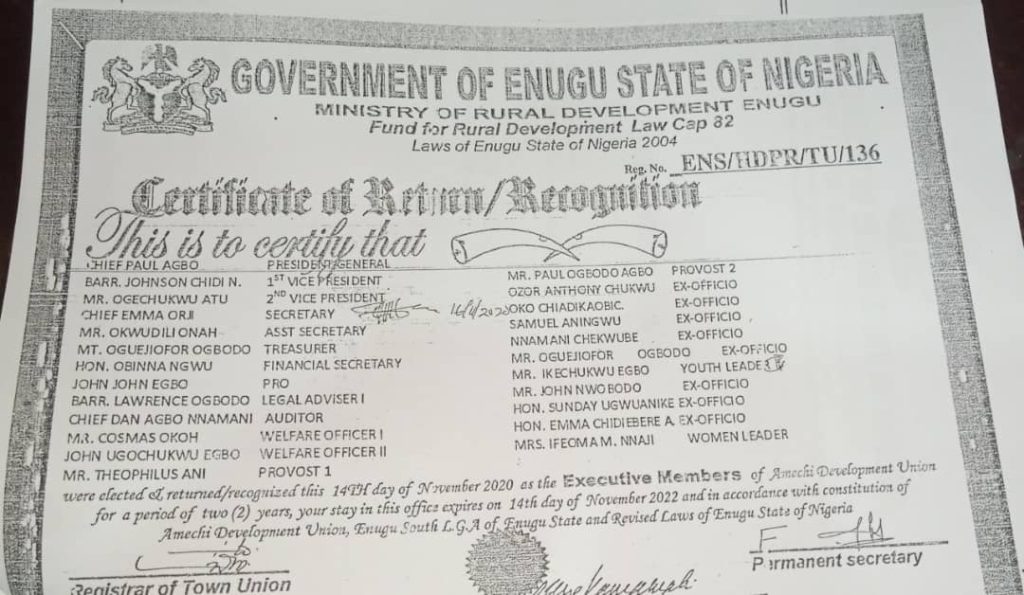 GOVERNMENT OF ENUGU STATE OF NIGERIA
MINISTRY OF RURAL DEVELOPMENT ENUGU
Fund for Rural Development Law Cap 82
Laws of Enugu State of Nigeria 2004
Reg. No. ENS/HDPR/TU/136
Certificate of Return/Recognition
This is to certify that
CHIEF PAUL AGBO PRESIDENT GENERAL
BARR. JOHNSON CHIDI N. 1ST VICE PRESIDENT
MR. OGECHUKWU ATU 2ND VICE PRESIDENT
CHIEF EMMA ORJI SECRETARY
MR. OKWUDILI ONAH ASST SECRETARY
MT. OGUEJIOFOR OGBODO TREASURER
HON. OBINNA NGWU FINANCIAL SECRETARY
JOHN JOHN EGBO PRO
BARR. LAWRENCE OGBODO LEGAL ADVISER I
CHIEF DAN AGBO NNAMANI AUDITOR
MR. COSMAS OKOH WELFARE OFFICER I
JOHN UGOCHUKWU EGBO WELFARE OFFICER II
MR. THEOPHILUS ANI PROVOST 1
MR. PAUL OGBODO AGBO PROVOST 2
OZOR ANTHONY CHUKWU EX-OFFICIO
OKO CHIADIKAOBIC. EX-OFFICIO
SAMUEL ANINGWU EX-OFFICIO
NNAMANI CHEKWUBE EX-OFFICIO
MR. OGUEJIOFOR OGBODO EX-OFFICIO
MR. IKECHUKWU EGBO YOUTH LEADER
MR. JOHN NWOBODO EX-OFFICIO
HON. SUNDAY UGWUANIKE EX-OFFICIO
HON. EMMA CHIDIEBERE A, EX-OFFICIO
MRS. IFEOMA M. NNAJI WOMEN LEADER
were elected & returned/recognized this 14TH day of November 2020 as the Executive Members of Amechi Development Union
for a period of two (2) years, your stay in this office expires on 14th day of November 2022 and in accordance with constitution of
Amechi Development Union, Enugu South L.G.A of Enugu State and Revised Laws of Enugu State of Nigeria
Registrar of Town Union
Permanent secretary